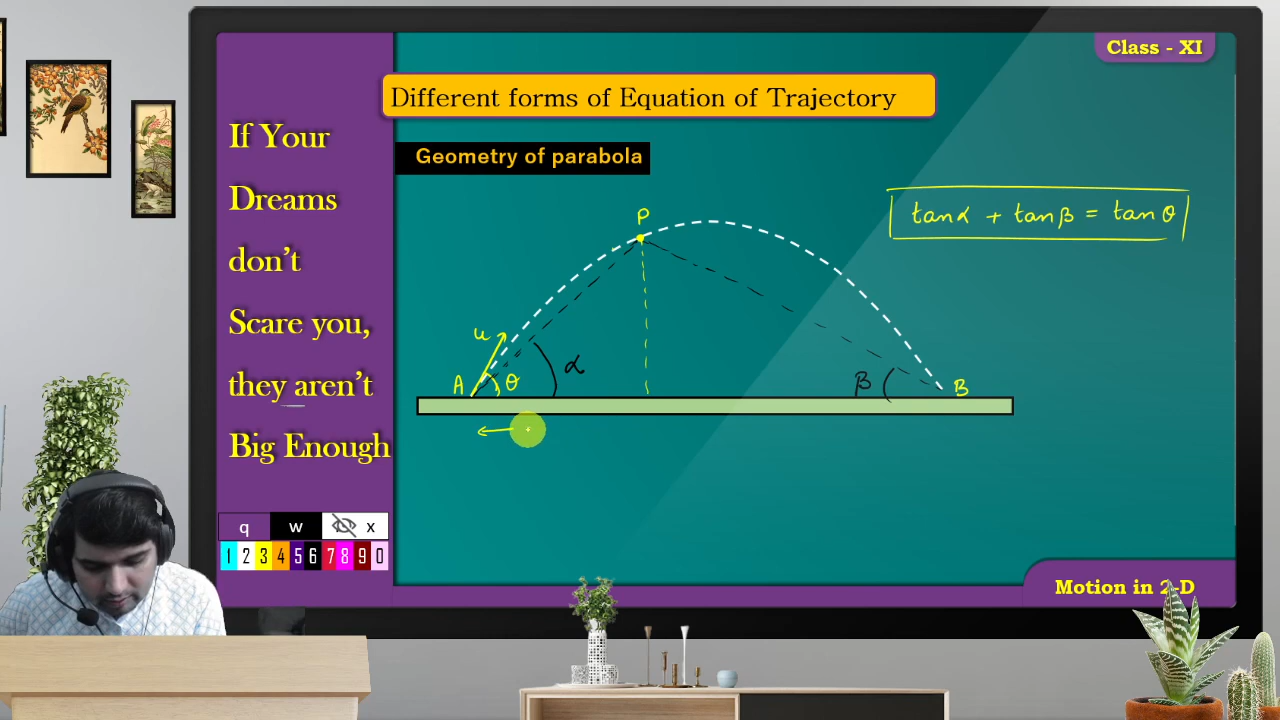 Class - XI
Different forms of Equation of Trajectory
If Your
Dreams
don't
Scare you,
they aren't
Big Enough
Geometry of parabola
tanα + tanβ = tanθ
P
u
A
θ
α
β
B
q w x
1 2 3 4 5 6 7 8 9 0
Motion in 2-D